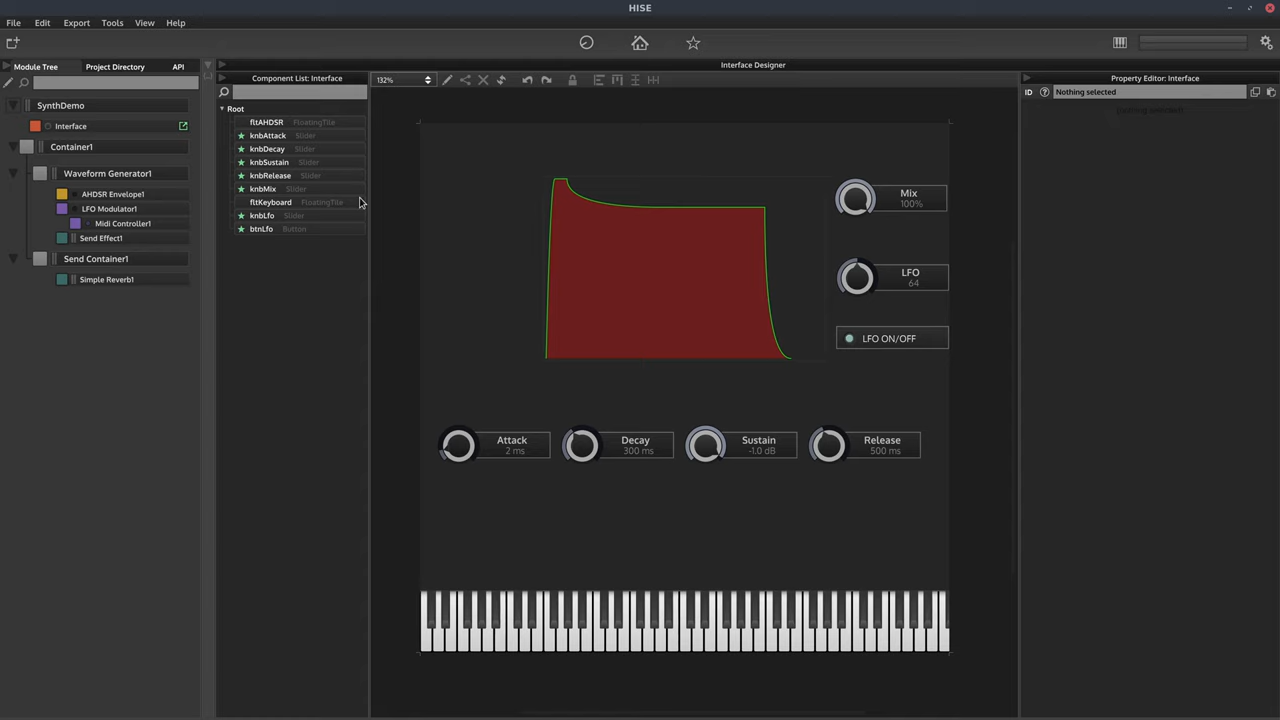 HISE
File Edit Export Tools View Help
Module Tree Project Directory API
SynthDemo
Interface
Container1
Waveform Generator1
AHDSR Envelope1
LFO Modulator1
Midi Controller1
Send Effect1
Send Container1
Simple Reverb1
Component List: Interface
Root
fltAHDSR FloatingTile
knbAttack Slider
knbDecay Slider
knbSustain Slider
knbRelease Slider
knbMix Slider
fltKeyboard FloatingTile
knbLfo Slider
btnLfo Button
Interface Designer
132%
Mix
100%
LFO
64
LFO ON/OFF
Attack
2 ms
Decay
300 ms
Sustain
-1.0 dB
Release
500 ms
Property Editor: Interface
ID Nothing selected